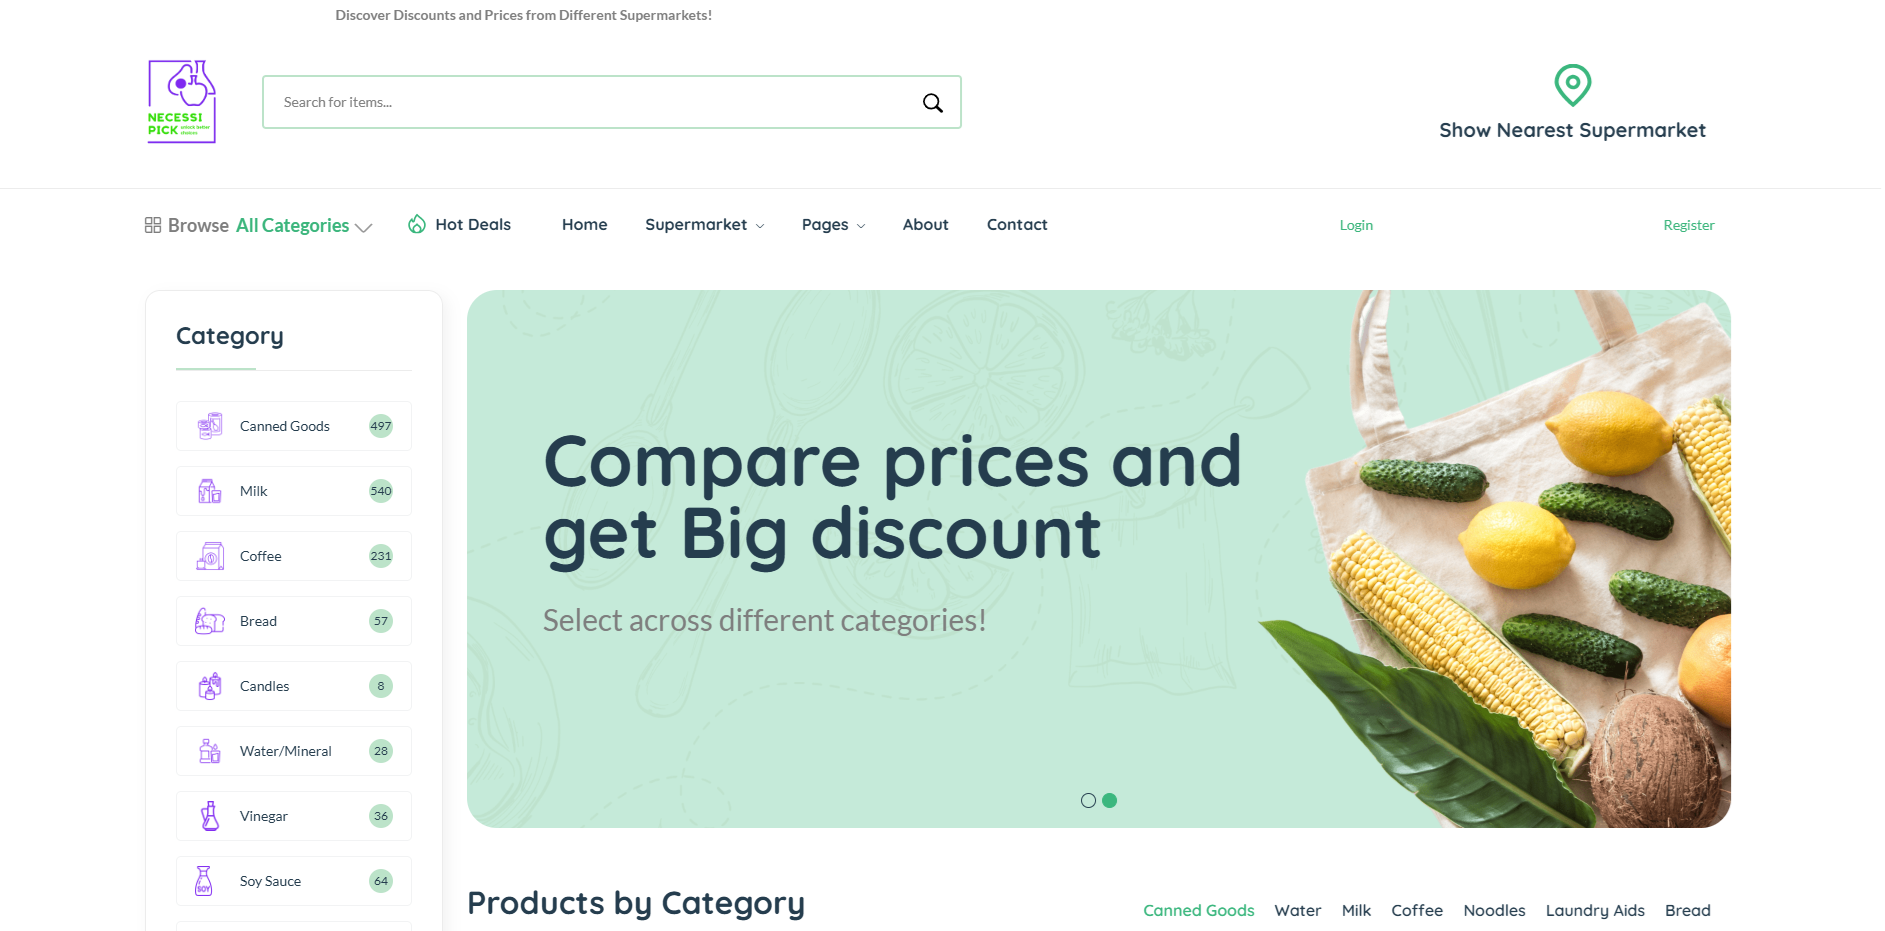 Discover Discounts and Prices from Different Supermarkets!
NECESSI
PICK
Search for items...
Show Nearest Supermarket
Browse All Categories
Hot Deals
Home
Supermarket
Pages
About
Contact
Login
Register
Category
Canned Goods 497
Milk 540
Coffee 231
Bread 57
Candles 8
Water/Mineral 28
Vinegar 36
SOY
Soy Sauce 64
Compare prices and
get Big discount
Select across different categories!
Products by Category
Canned Goods Water Milk Coffee Noodles Laundry Aids Bread